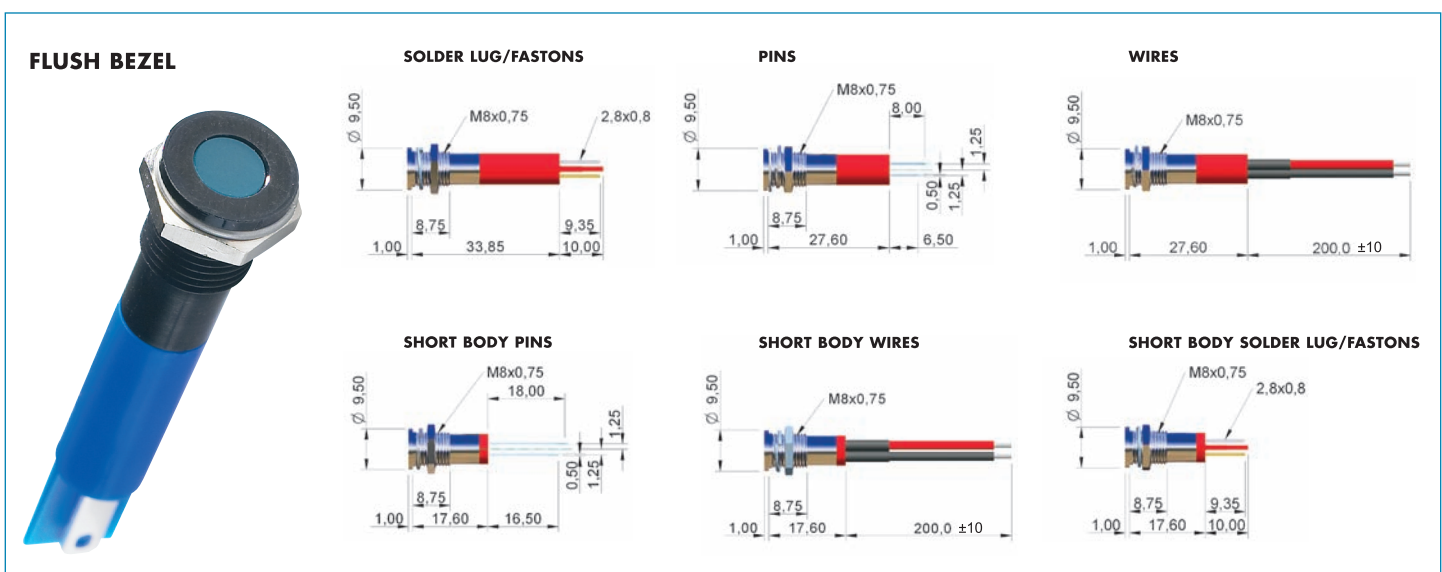 FLUSH BEZEL
SOLDER LUG/FASTONS
Ø 9,50
M8x0,75
2,8x0,8
8,75
9,35
1,00
33,85
10,00
PINS
Ø 9,50
M8x0,75
8,00
1,25
0,50
1,25
8,75
1,00
27,60
6,50
WIRES
Ø 9,50
M8x0,75
1,00
27,60
200,0 ±10
SHORT BODY PINS
Ø 9,50
M8x0,75
18,00
1,25
0,50
1,25
8,75
1,00
17,60
16,50
SHORT BODY WIRES
Ø 9,50
M8x0,75
8,75
1,00
17,60
200,0 ±10
SHORT BODY SOLDER LUG/FASTONS
Ø 9,50
M8x0,75
2,8x0,8
8,75
9,35
1,00
17,60
10,00